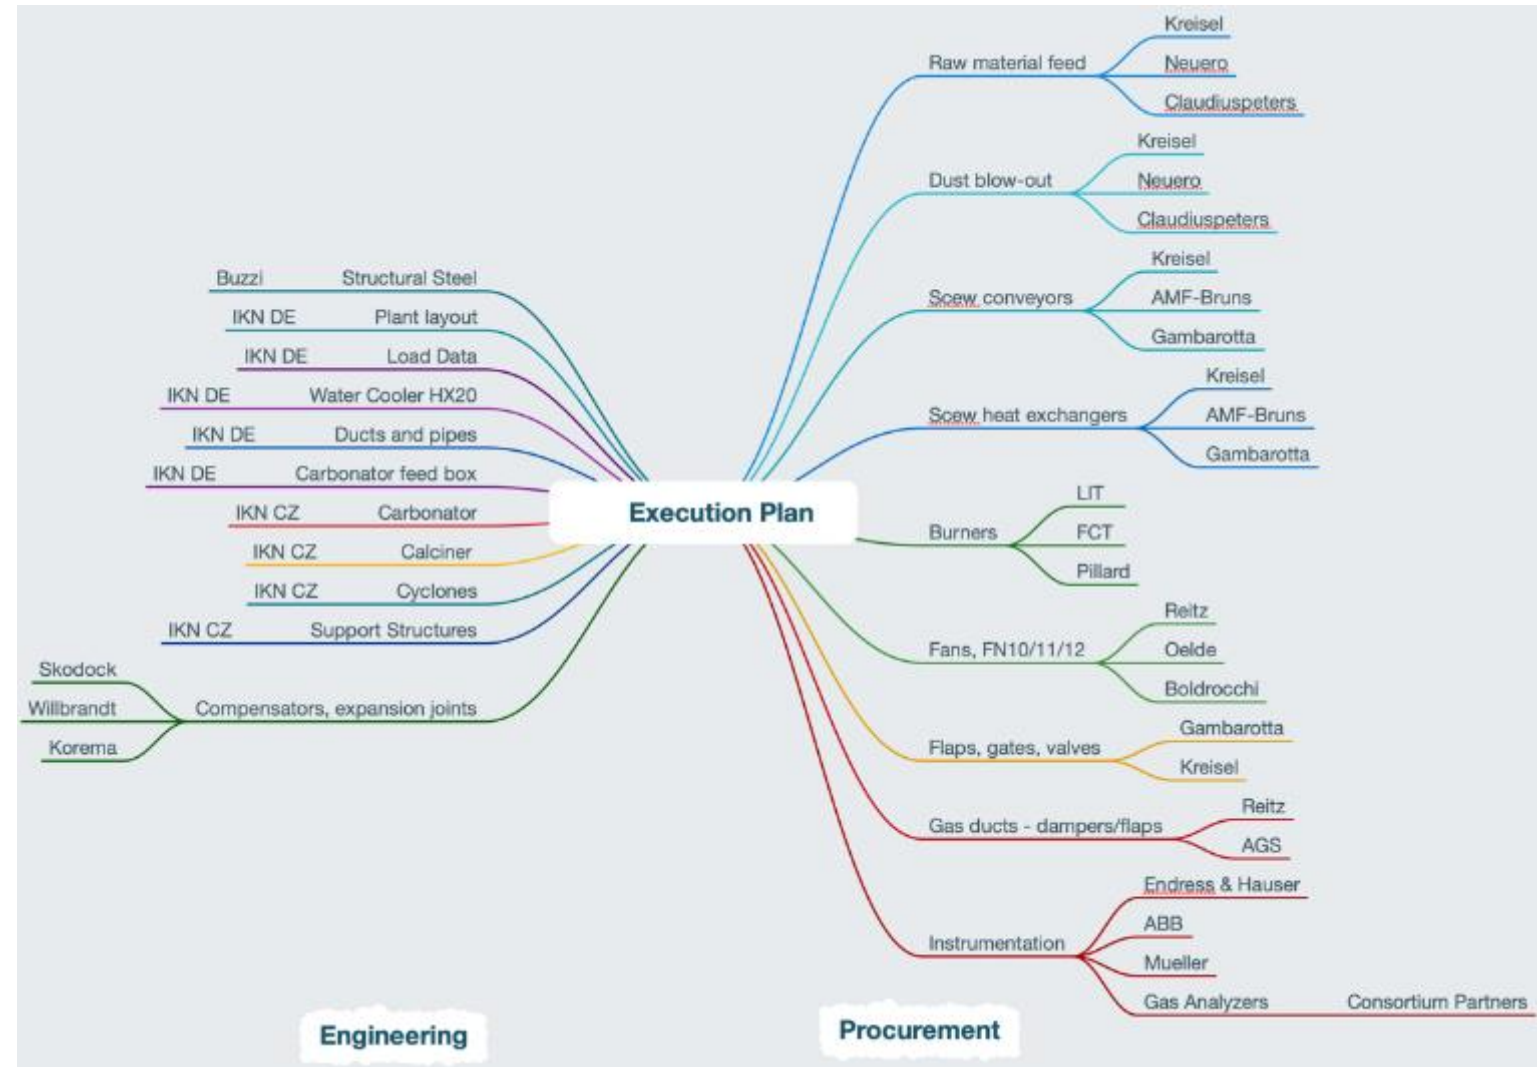 Execution Plan
Engineering
Buzzi Structural Steel
IKN DE Plant layout
IKN DE Load Data
IKN DE Water Cooler HX20
IKN DE Ducts and pipes
IKN DE Carbonator feed box
IKN CZ Carbonator
IKN CZ Calciner
IKN CZ Cyclones
IKN CZ Support Structures
Compensators, expansion joints
Skodock
Willbrandt
Korema
Procurement
Raw material feed
Kreisel
Neuero
Claudiuspeters
Dust blow-out
Kreisel
Neuero
Claudiuspeters
Scew conveyors
Kreisel
AMF-Bruns
Gambarotta
Scew heat exchangers
Kreisel
AMF-Bruns
Gambarotta
Burners
LIT
FCT
Pillard
Fans, FN10/11/12
Reitz
Oelde
Boldrocchi
Flaps, gates, valves
Gambarotta
Kreisel
Gas ducts - dampers/flaps
Reitz
AGS
Instrumentation
Endress & Hauser
ABB
Mueller
Gas Analyzers Consortium Partners